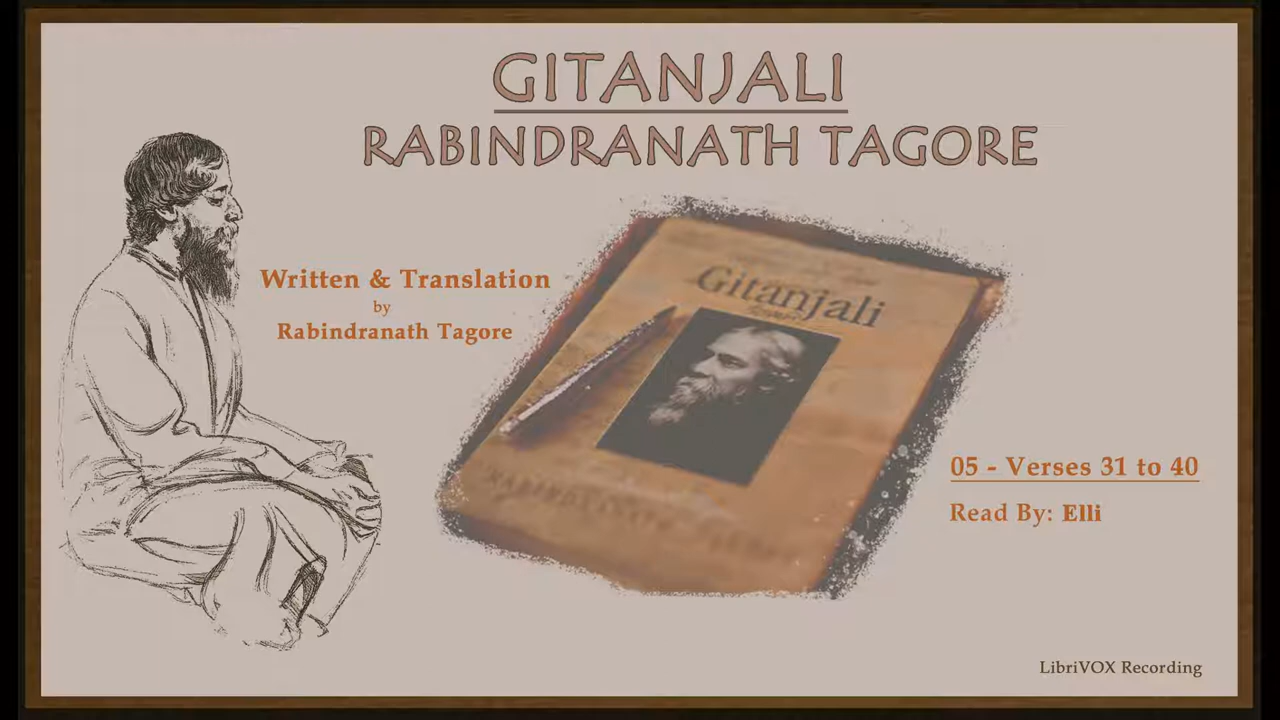 GITANJALI
RABINDRANATH TAGORE
Written & Translation
by
Rabindranath Tagore
Gitanjali
RABINDRANATH
05 - Verses 31 to 40
Read By: Elli
LibriVOX Recording